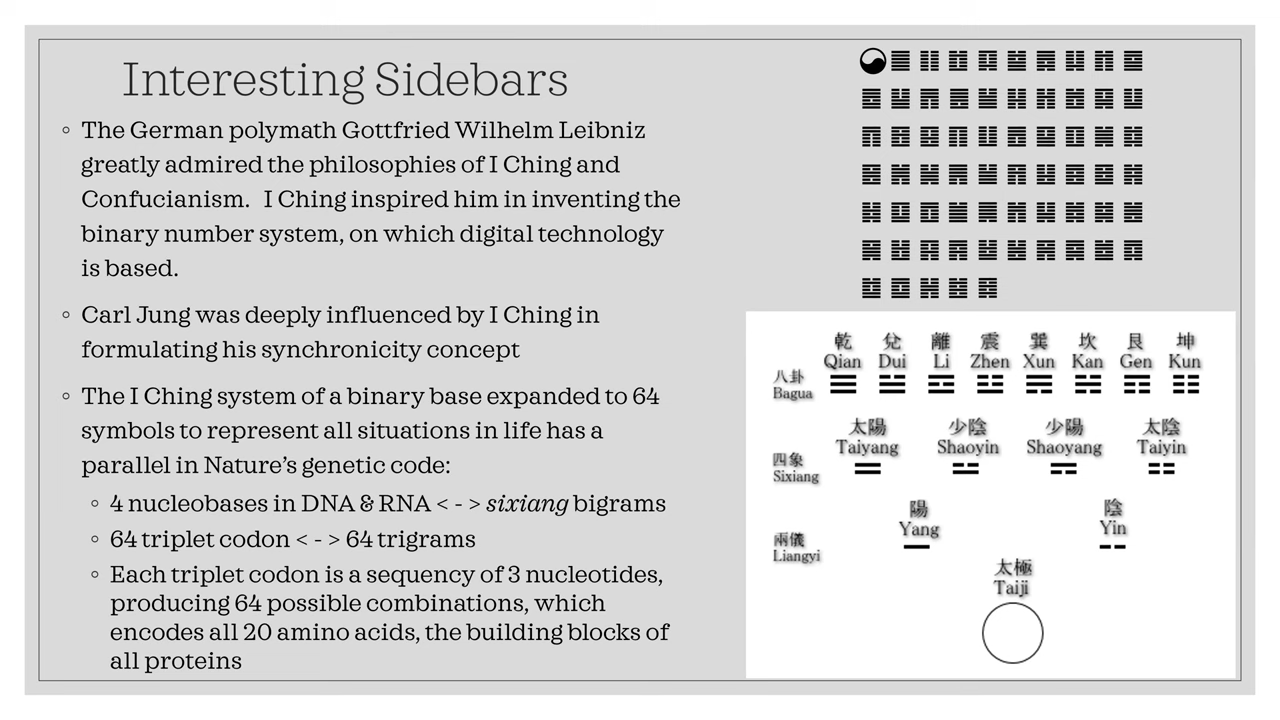 Interesting Sidebars
◦ The German polymath Gottfried Wilhelm Leibniz
greatly admired the philosophies of I Ching and
Confucianism.  I Ching inspired him in inventing the
binary number system, on which digital technology
is based.
◦ Carl Jung was deeply influenced by I Ching in
formulating his synchronicity concept
◦ The I Ching system of a binary base expanded to 64
symbols to represent all situations in life has a
parallel in Nature’s genetic code:
◦ 4 nucleobases in DNA & RNA < - > sixiang bigrams
◦ 64 triplet codon < - > 64 trigrams
◦ Each triplet codon is a sequency of 3 nucleotides,
producing 64 possible combinations, which
encodes all 20 amino acids, the building blocks of
all proteins
乾 兌 離 震 巽 坎 艮 坤
Qian Dui Li Zhen Xun Kan Gen Kun
八卦
Bagua
太陽 少陰 少陽 太陰
Taiyang Shaoyin Shaoyang Taiyin
四象
Sixiang
陽 陰
Yang Yin
兩儀
Liangyi
太極
Taiji